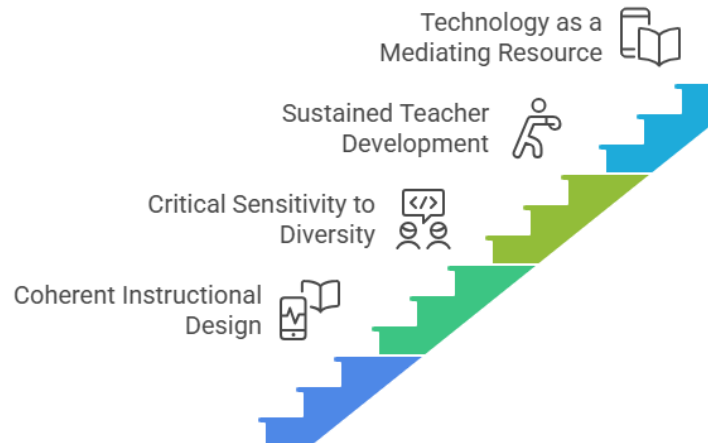 Technology as a
Mediating Resource
Sustained Teacher
Development
Critical Sensitivity to
Diversity
</>
Coherent Instructional
Design